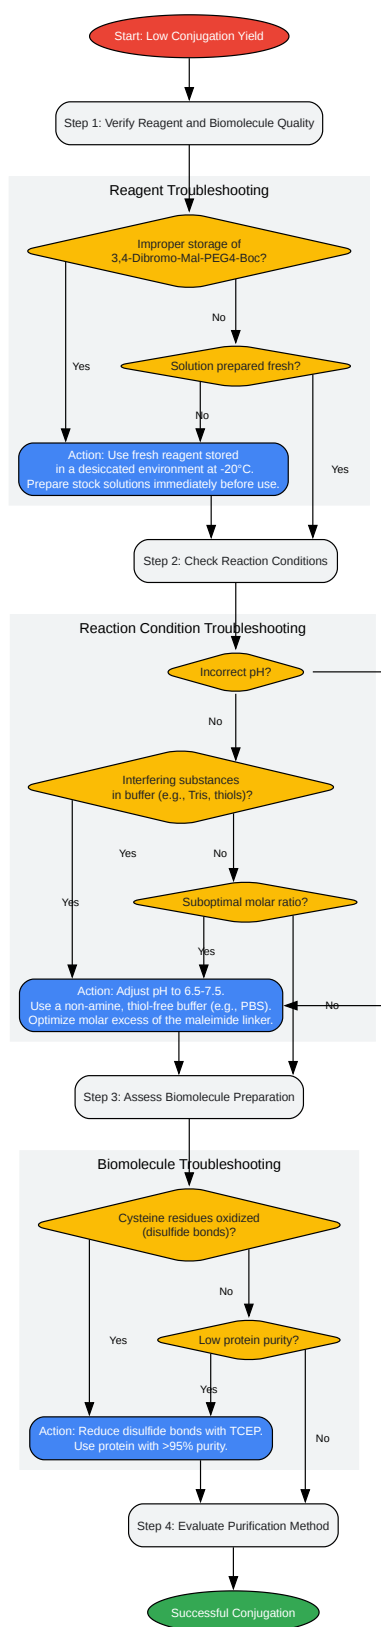 Start: Low Conjugation Yield
Step 1: Verify Reagent and Biomolecule Quality
Reagent Troubleshooting
Improper storage of
3,4-Dibromo-Mal-PEG4-Boc?
No
Yes
Solution prepared fresh?
No
Yes
Action: Use fresh reagent stored
in a desiccated environment at -20°C.
Prepare stock solutions immediately before use.
Step 2: Check Reaction Conditions
Reaction Condition Troubleshooting
Incorrect pH?
No
Interfering substances
in buffer (e.g., Tris, thiols)?
Yes
No
Yes
Suboptimal molar ratio?
Yes
No
Action: Adjust pH to 6.5-7.5.
Use a non-amine, thiol-free buffer (e.g., PBS).
Optimize molar excess of the maleimide linker.
Step 3: Assess Biomolecule Preparation
Biomolecule Troubleshooting
Cysteine residues oxidized
(disulfide bonds)?
No
Yes
Low protein purity?
Yes
No
Action: Reduce disulfide bonds with TCEP.
Use protein with >95% purity.
Step 4: Evaluate Purification Method
Successful Conjugation